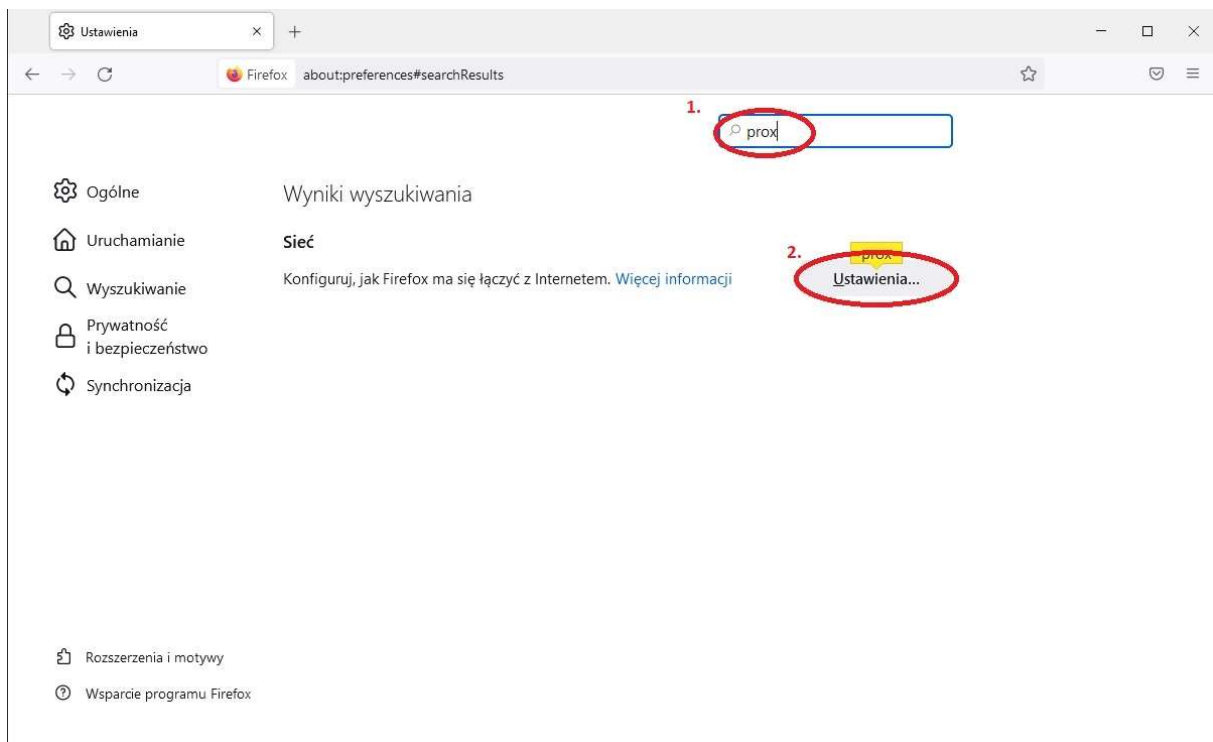 Ustawienia
Firefox about:preferences#searchResults
1.
prox
Ogólne
Uruchamianie
Wyszukiwanie
Prywatność
i bezpieczeństwo
Synchronizacja
Wyniki wyszukiwania
Sieć
Konfiguruj, jak Firefox ma się łączyć z Internetem. Więcej informacji
2.
prox
Ustawienia...
Rozszerzenia i motywy
Wsparcie programu Firefox